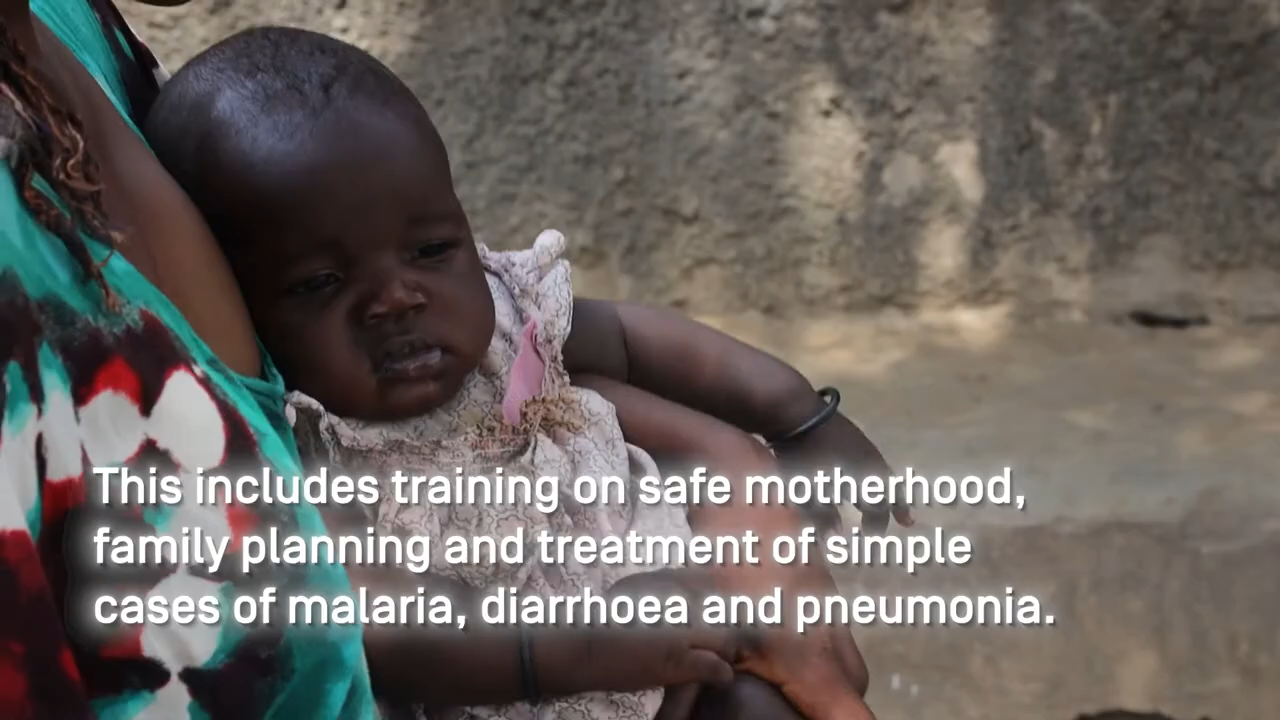 This includes training on safe motherhood,
family planning and treatment of simple
cases of malaria, diarrhoea and pneumonia.